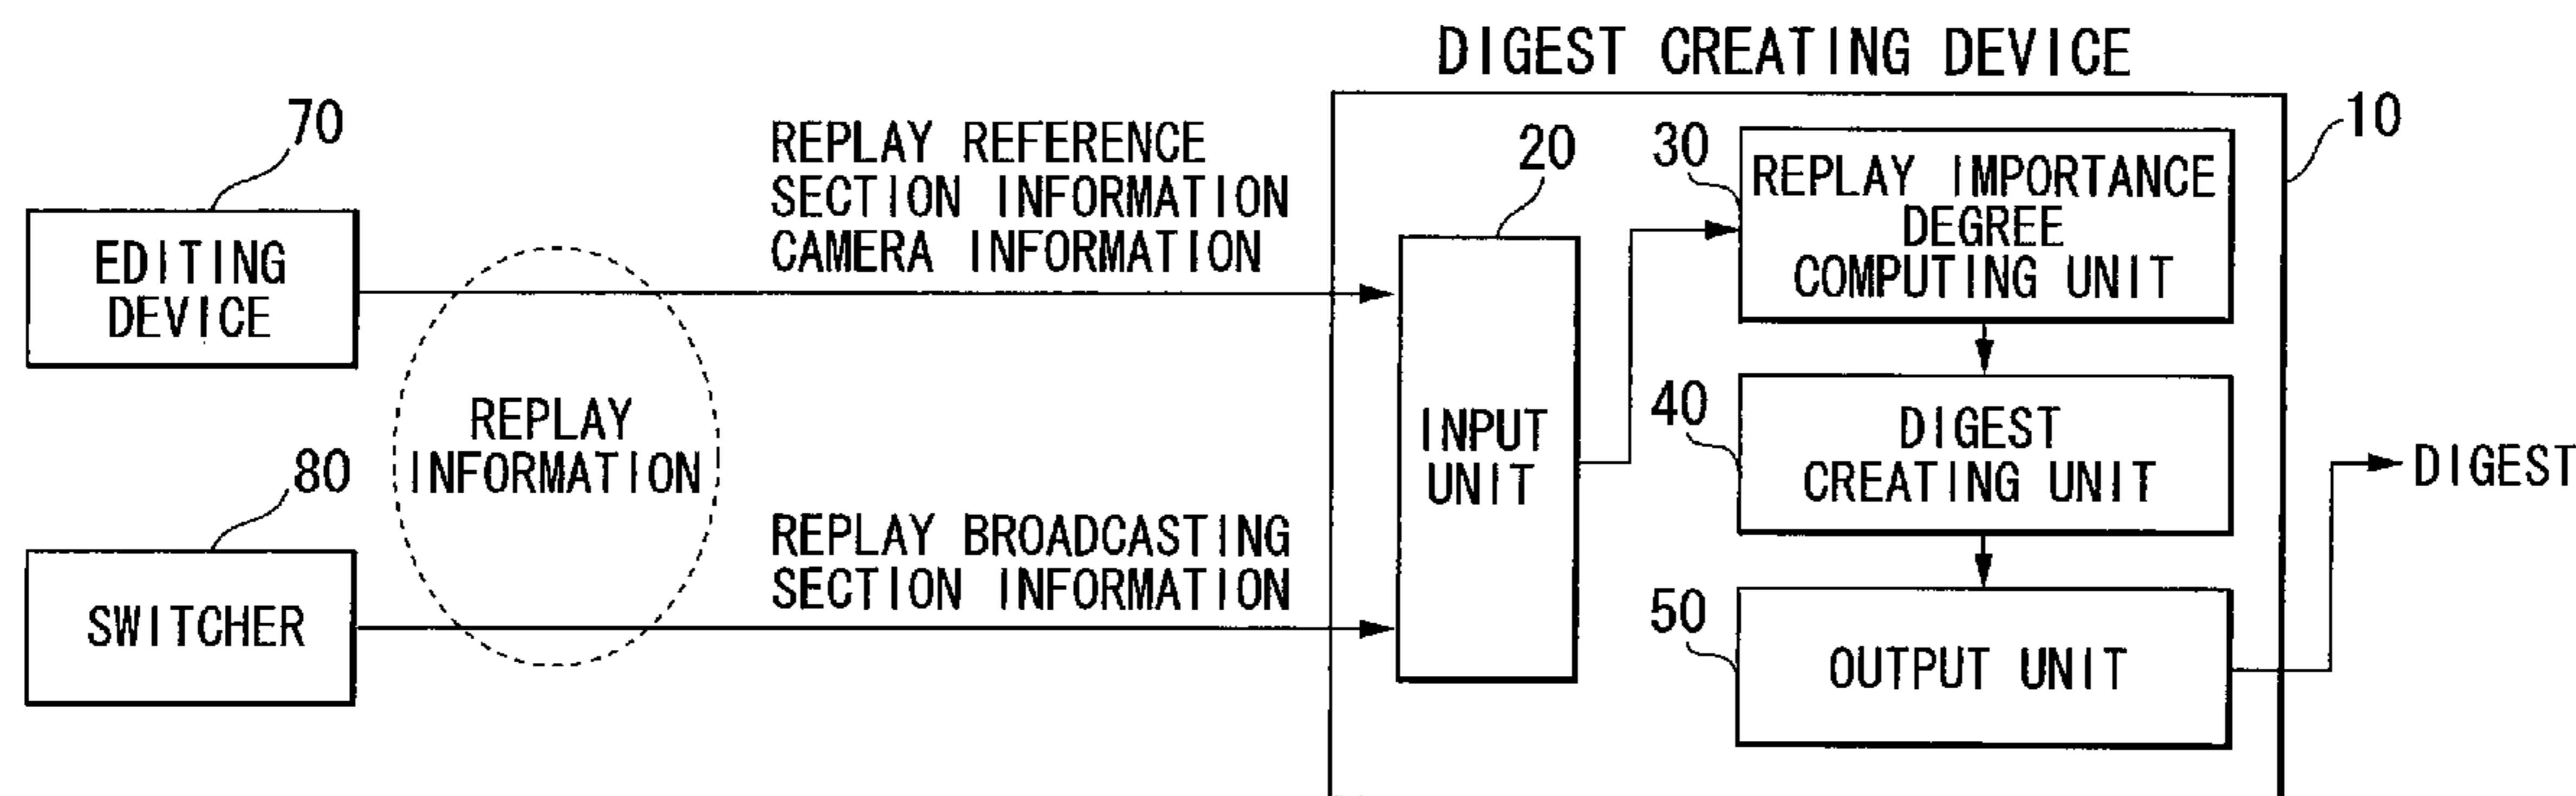 DIGEST CREATING DEVICE
10
70
EDITING
DEVICE
REPLAY REFERENCE
SECTION INFORMATION
CAMERA INFORMATION
REPLAY
INFORMATION
80
SWITCHER
REPLAY BROADCASTING
SECTION INFORMATION
20
INPUT
UNIT
30
REPLAY IMPORTANCE
DEGREE
COMPUTING UNIT
40
DIGEST
CREATING UNIT
50
OUTPUT UNIT
DIGEST